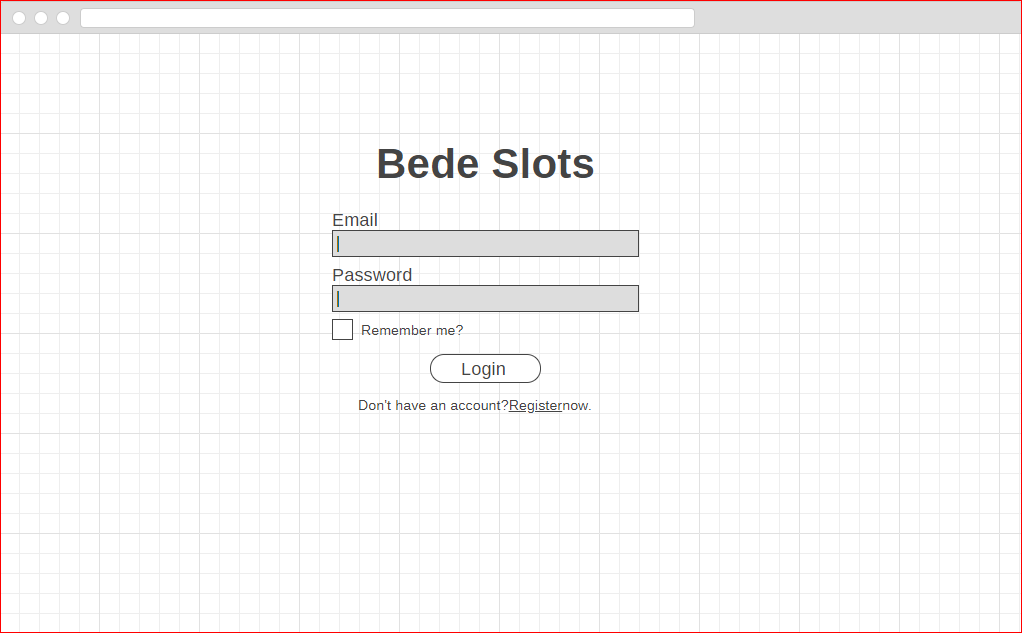 Bede Slots
Email
Password
Remember me?
Login
Don't have an account?Registernow.